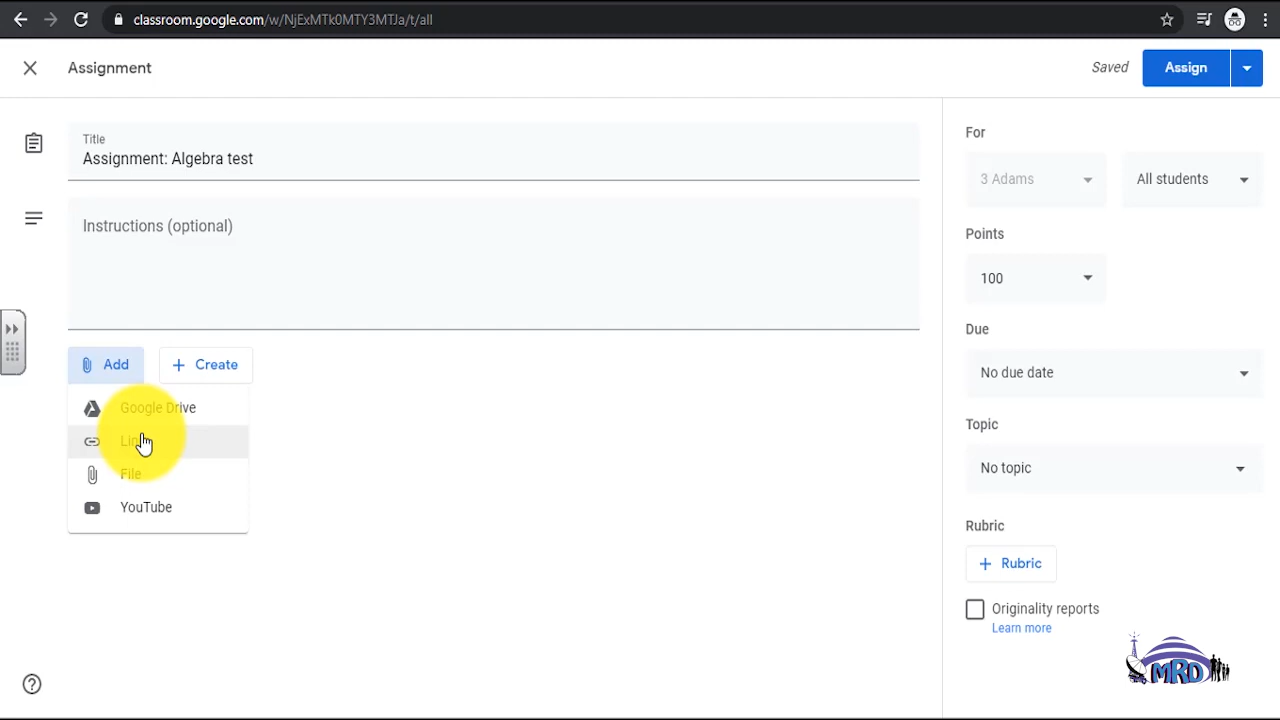 classroom.google.com/w/NjExMTk0MTY3MTJa/t/all
Assignment
Saved
Assign
Title
Assignment: Algebra test
Instructions (optional)
Add
Create
Google Drive
Link
File
YouTube
For
3 Adams
All students
Points
100
Due
No due date
Topic
No topic
Rubric
Rubric
Originality reports
Learn more
MRD